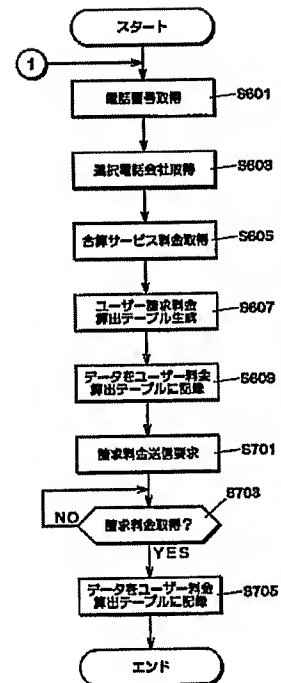 スタート
1
電話番号取得
S601
選択電話会社取得
S603
合算サービス料金取得
S605
ユーザー請求料金
算出テーブル生成
S607
データをユーザー料金
算出テーブルに記録
S609
請求料金送信要求
S701
請求料金取得?
S703
NO
YES
データをユーザー料金
算出テーブルに記録
S705
エンド